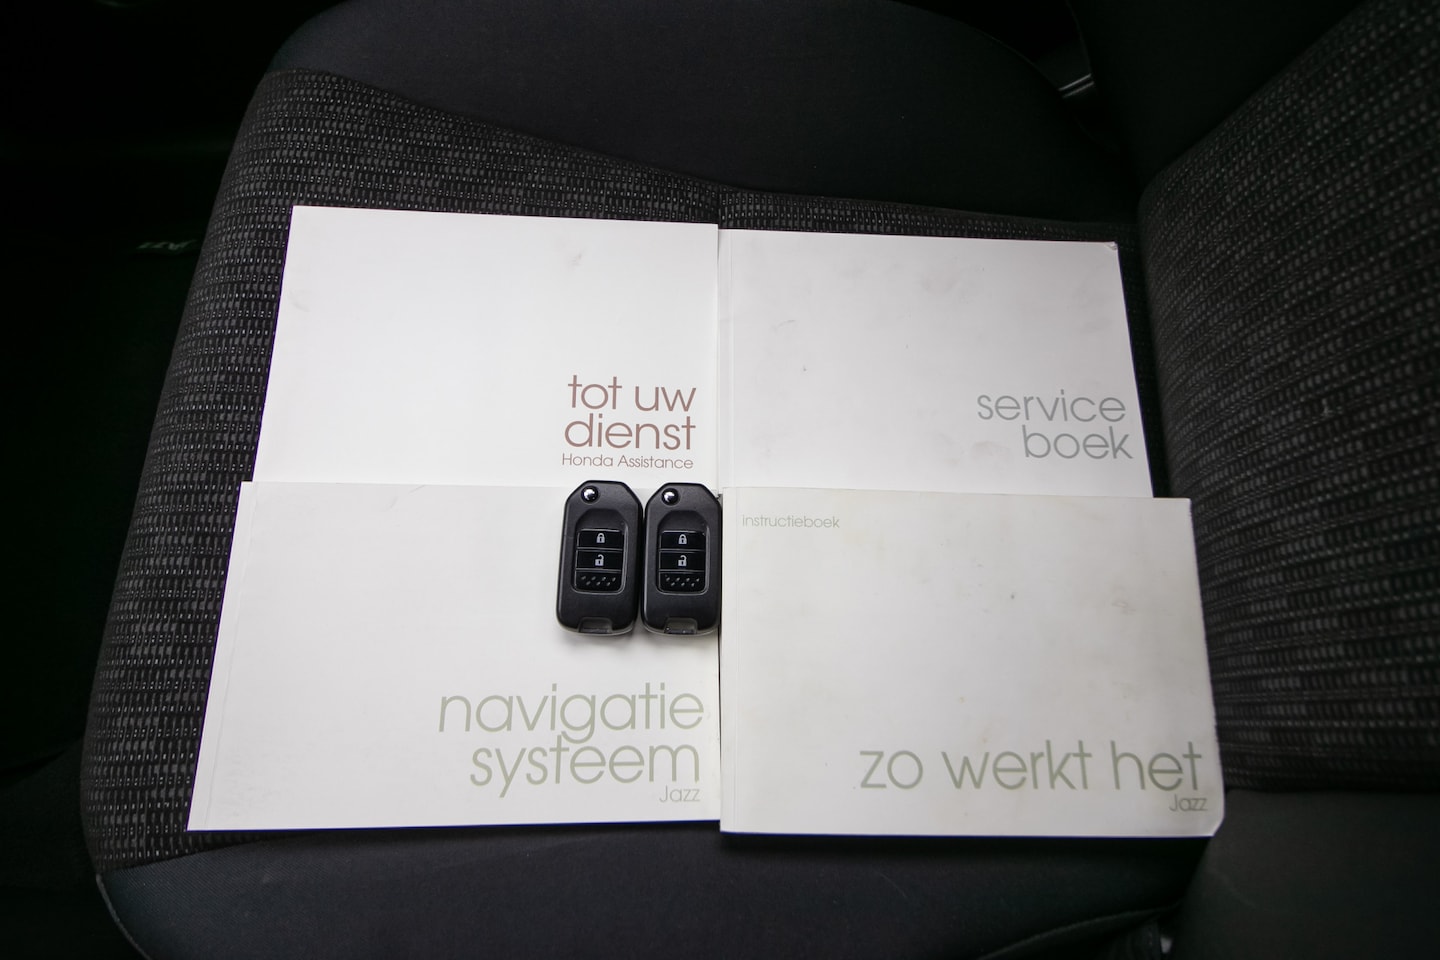 tot uw
dienst
Honda Assistance
service
boek
navigatie
systeem
Jazz
instructieboek
zo werkt het
Jazz